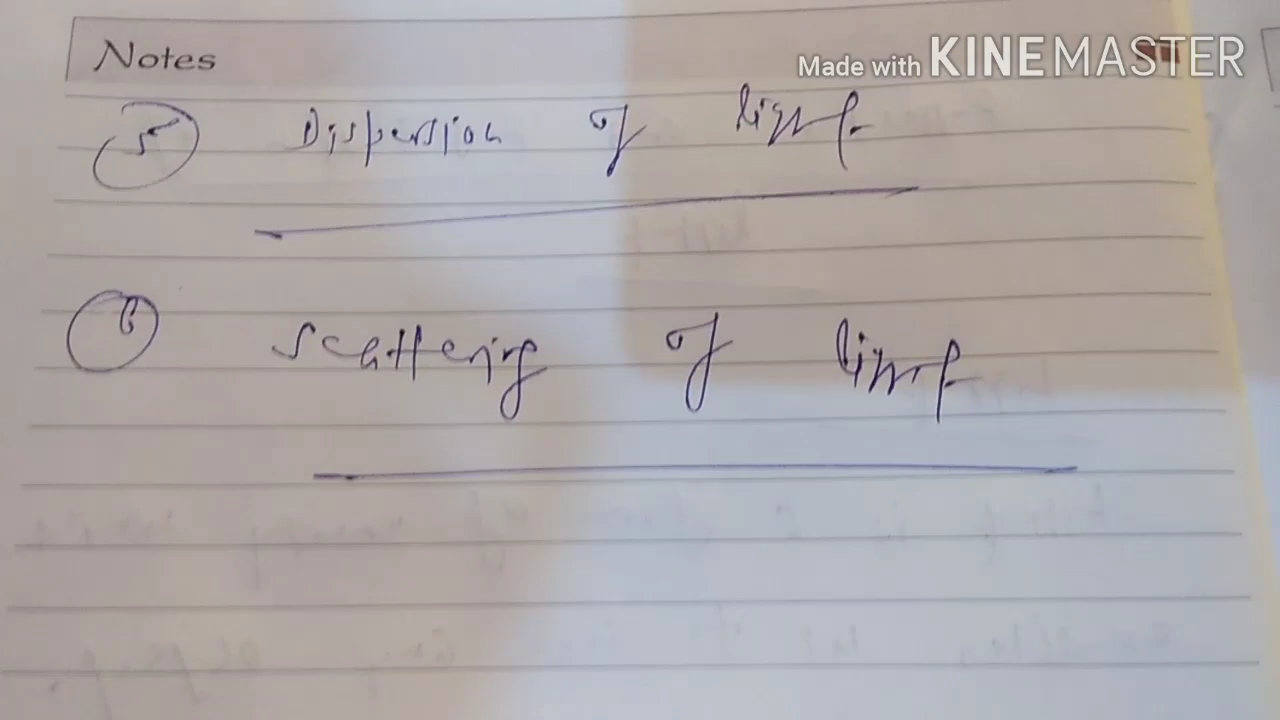 Notes
Made with KINEMASTER
5 Dispersion of light
6 Scattering of light